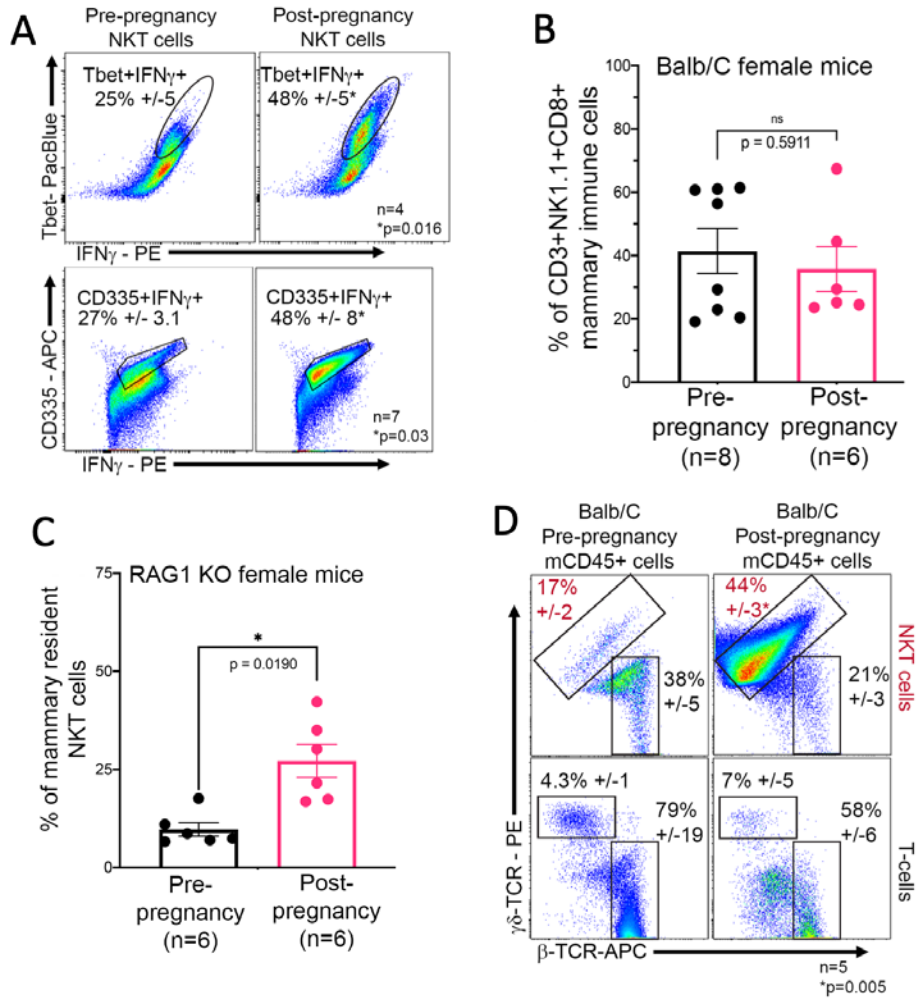 A
Pre-pregnancy
NKT cells
Post-pregnancy
NKT cells
Tbet- PacBlue
Tbet+IFNγ+
25% +/-5
Tbet+IFNγ+
48% +/-5*
n=4
*p=0.016
IFNγ - PE
CD335 - APC
CD335+IFNγ+
27% +/- 3.1
CD335+IFNγ+
48% +/- 8*
n=7
*p=0.03
IFNγ - PE
B
Balb/C female mice
% of CD3+NK1.1+CD8+
mammary immune cells
100
80
60
40
20
0
ns
p = 0.5911
Pre-
pregnancy
(n=8)
Post-
pregnancy
(n=6)
C
RAG1 KO female mice
% of mammary resident
NKT cells
75
50
25
0
*
p = 0.0190
Pre-
pregnancy
(n=6)
Post-
pregnancy
(n=6)
D
Balb/C
Pre-pregnancy
mCD45+ cells
Balb/C
Post-pregnancy
mCD45+ cells
γδ-TCR - PE
17%
+/-2
38%
+/-5
44%
+/-3*
21%
+/-3
NKT cells
4.3% +/-1
79%
+/-19
7% +/-5
58%
+/-6
T-cells
β-TCR-APC
n=5
*p=0.005